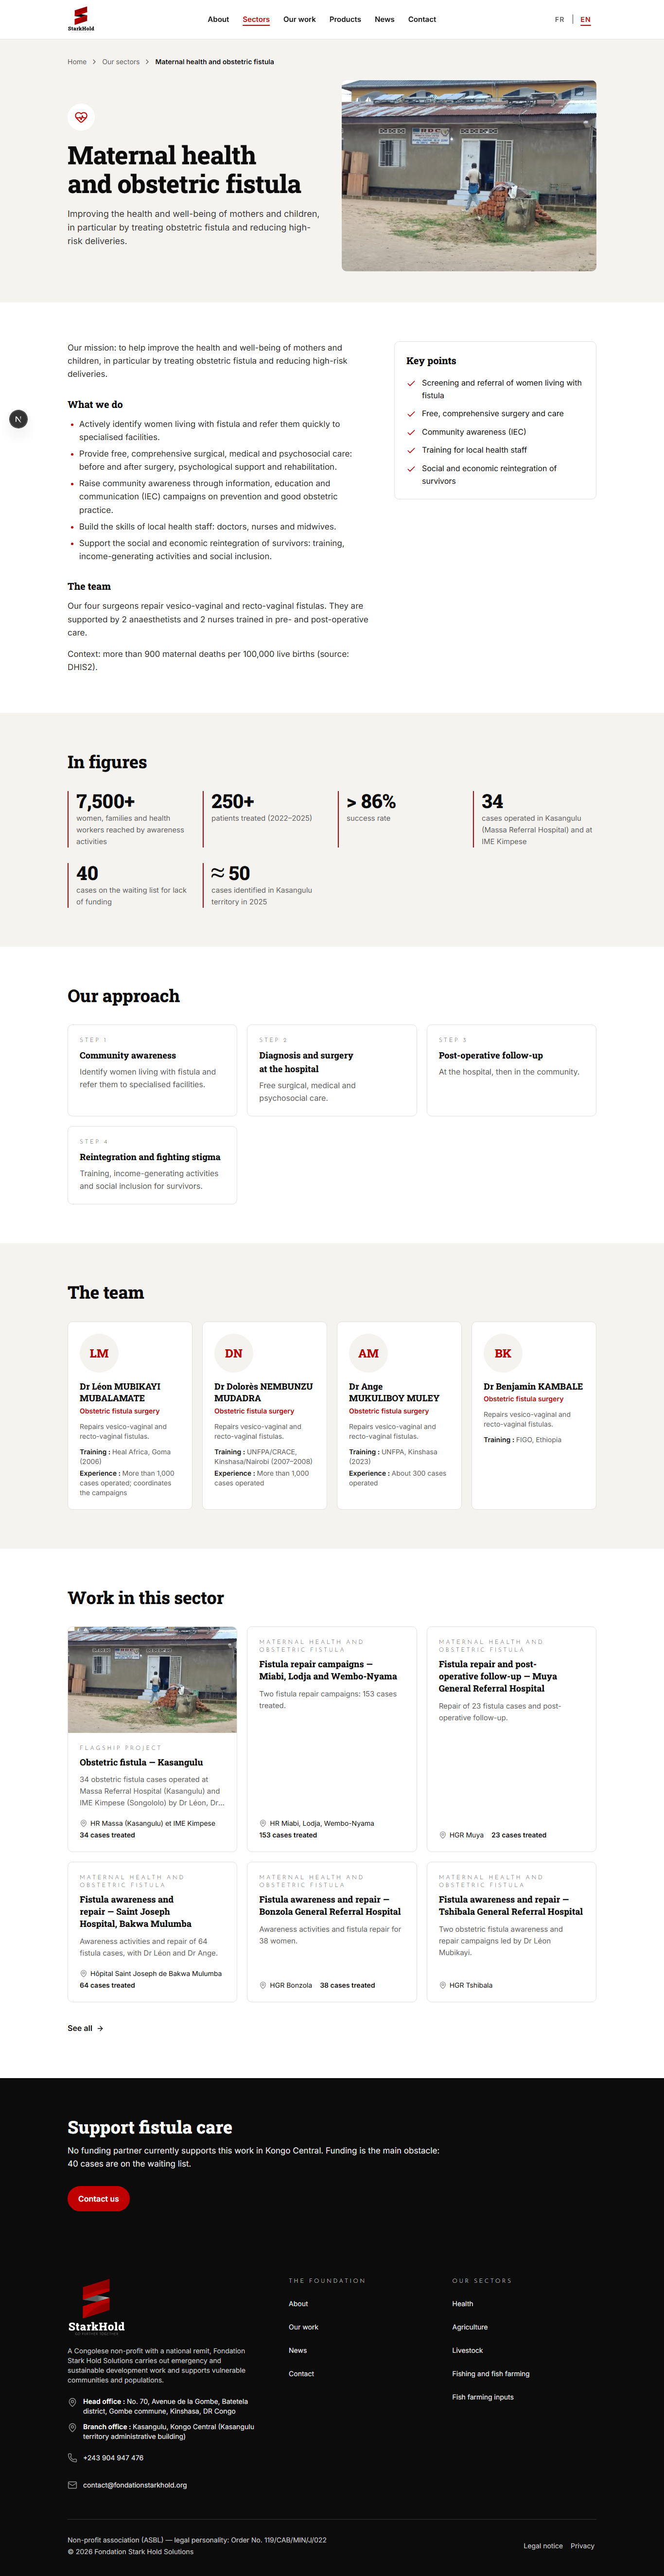 StarkHold
About Sectors Our work Products News Contact
FR | EN
Home > Our sectors > Maternal health and obstetric fistula
Maternal health
and obstetric fistula
Improving the health and well-being of mothers and children,
in particular by treating obstetric fistula and reducing high-
risk deliveries.
Our mission: to help improve the health and well-being of mothers and
children, in particular by treating obstetric fistula and reducing high-risk
deliveries.
What we do
• Actively identify women living with fistula and refer them quickly to
specialised facilities.
• Provide free, comprehensive surgical, medical and psychosocial care:
before and after surgery, psychological support and rehabilitation.
• Raise community awareness through information, education and
communication (IEC) campaigns on prevention and good obstetric
practice.
• Build the skills of local health staff: doctors, nurses and midwives.
• Support the social and economic reintegration of survivors: training,
income-generating activities and social inclusion.
The team
Our four surgeons repair vesico-vaginal and recto-vaginal fistulas. They are
supported by 2 anaesthetists and 2 nurses trained in pre- and post-operative
care.
Context: more than 900 maternal deaths per 100,000 live births (source:
DHIS2).
Key points
Screening and referral of women living with
fistula
Free, comprehensive surgery and care
Community awareness (IEC)
Training for local health staff
Social and economic reintegration of
survivors
N
In figures
7,500+
women, families and health
workers reached by awareness
activities
250+
patients treated (2022–2025)
> 86%
success rate
34
cases operated in Kasangulu
(Massa Referral Hospital) and at
IME Kimpese
40
cases on the waiting list for lack
of funding
≈ 50
cases identified in Kasangulu
territory in 2025
Our approach
STEP 1
Community awareness
Identify women living with fistula and
refer them to specialised facilities.
STEP 2
Diagnosis and surgery
at the hospital
Free surgical, medical and
psychosocial care.
STEP 3
Post-operative follow-up
At the hospital, then in the community.
STEP 4
Reintegration and fighting stigma
Training, income-generating activities
and social inclusion for survivors.
The team
LM
Dr Léon MUBIKAYI
MUBALAMATE
Obstetric fistula surgery
Repairs vesico-vaginal and
recto-vaginal fistulas.
Training : Heal Africa, Goma
(2006)
Experience : More than 1,000
cases operated; coordinates
the campaigns
DN
Dr Dolorès NEMBUNZU
MUDADRA
Obstetric fistula surgery
Repairs vesico-vaginal and
recto-vaginal fistulas.
Training : UNFPA/CRACE,
Kinshasa/Nairobi (2007–2008)
Experience : More than 1,000
cases operated
AM
Dr Ange
MUKULIBOY MULEY
Obstetric fistula surgery
Repairs vesico-vaginal and
recto-vaginal fistulas.
Training : UNFPA, Kinshasa
(2023)
Experience : About 300 cases
operated
BK
Dr Benjamin KAMBALE
Obstetric fistula surgery
Repairs vesico-vaginal and
recto-vaginal fistulas.
Training : FIGO, Ethiopia
Work in this sector
FLAGSHIP PROJECT
Obstetric fistula — Kasangulu
34 obstetric fistula cases operated at
Massa Referral Hospital (Kasangulu) and
IME Kimpese (Songololo) by Dr Léon, Dr...
HR Massa (Kasangulu) et IME Kimpese
34 cases treated
MATERNAL HEALTH AND
OBSTETRIC FISTULA
Fistula repair campaigns —
Miabi, Lodja and Wembo-Nyama
Two fistula repair campaigns: 153 cases
treated.
HR Miabi, Lodja, Wembo-Nyama
153 cases treated
MATERNAL HEALTH AND
OBSTETRIC FISTULA
Fistula repair and post-
operative follow-up — Muya
General Referral Hospital
Repair of 23 fistula cases and post-
operative follow-up.
HGR Muya 23 cases treated
MATERNAL HEALTH AND
OBSTETRIC FISTULA
Fistula awareness and
repair — Saint Joseph
Hospital, Bakwa Mulumba
Awareness activities and repair of 64
fistula cases, with Dr Léon and Dr Ange.
Hôpital Saint Joseph de Bakwa Mulumba
64 cases treated
MATERNAL HEALTH AND
OBSTETRIC FISTULA
Fistula awareness and repair —
Bonzola General Referral Hospital
Awareness activities and fistula repair for
38 women.
HGR Bonzola 38 cases treated
MATERNAL HEALTH AND
OBSTETRIC FISTULA
Fistula awareness and repair —
Tshibala General Referral Hospital
Two obstetric fistula awareness and
repair campaigns led by Dr Léon
Mubikayi.
HGR Tshibala
See all →
Support fistula care
No funding partner currently supports this work in Kongo Central. Funding is the main obstacle:
40 cases are on the waiting list.
Contact us
StarkHold
A Congolese non-profit with a national remit, Fondation
Stark Hold Solutions carries out emergency and
sustainable development work and supports vulnerable
communities and populations.
Head office : No. 70, Avenue de la Gombe, Batetela
district, Gombe commune, Kinshasa, DR Congo
Branch office : Kasangulu, Kongo Central (Kasangulu
territory administrative building)
+243 904 947 476
contact@fondationstarkhold.org
THE FOUNDATION
About
Our work
News
Contact
OUR SECTORS
Health
Agriculture
Livestock
Fishing and fish farming
Fish farming inputs
Non-profit association (ASBL) — legal personality: Order No. 119/CAB/MIN/J/022
© 2026 Fondation Stark Hold Solutions
Legal notice Privacy